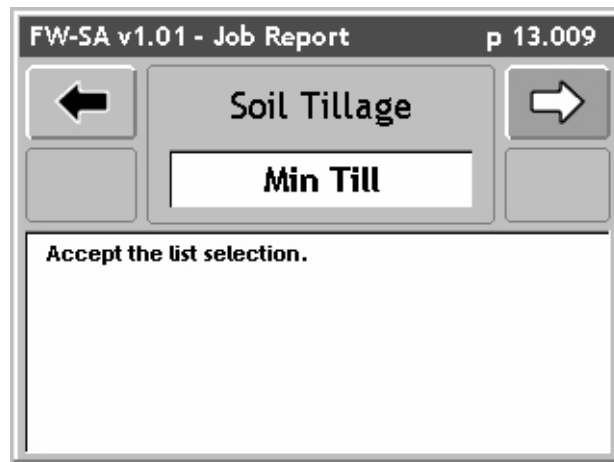 FW-SA v1.01 - Job Report p 13.009
Soil Tillage
Min Till
Accept the list selection.